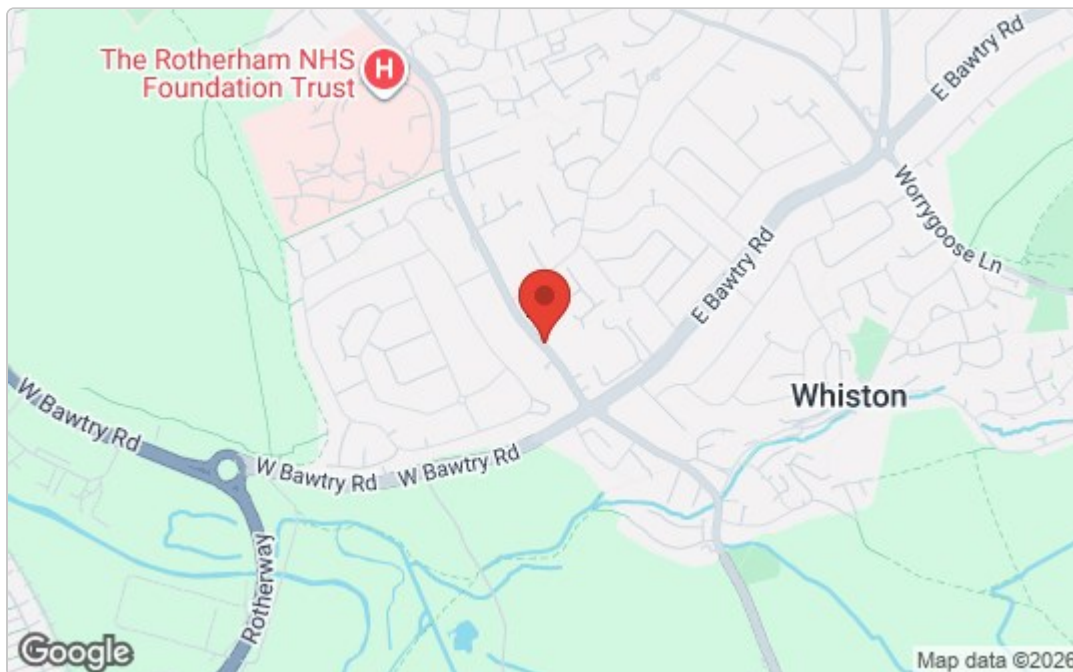 The Rotherham NHS
Foundation Trust
H
E Bawtry Rd
Worrygoose Ln
E Bawtry Rd
Whiston
W Bawtry Rd
W Bawtry Rd
W Bawtry Rd
Rotherway
Google
Map data ©2026